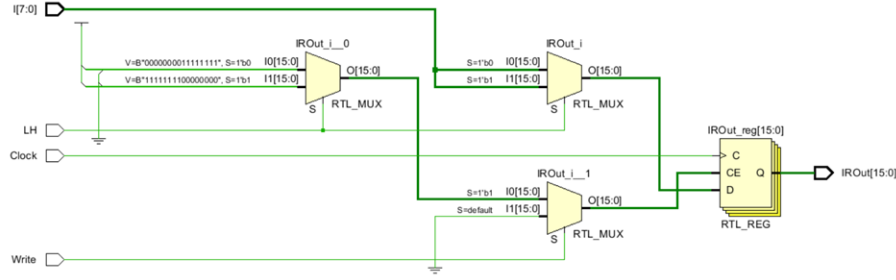 I[7:0]
IROut_i__0
IROut_i
V=B"0000000011111111", S=1'b0 I0[15:0]
V=B"1111111100000000", S=1'b1 I1[15:0]
O[15:0]
S
RTL_MUX
S=1'b0 I0[15:0]
S=1'b1 I1[15:0]
O[15:0]
S
RTL_MUX
LH
Clock
IROut_reg[15:0]
C
CE Q
D
RTL_REG
IROut[15:0]
IROut_i__1
S=1'b1 I0[15:0]
S=default I1[15:0]
O[15:0]
S
RTL_MUX
Write